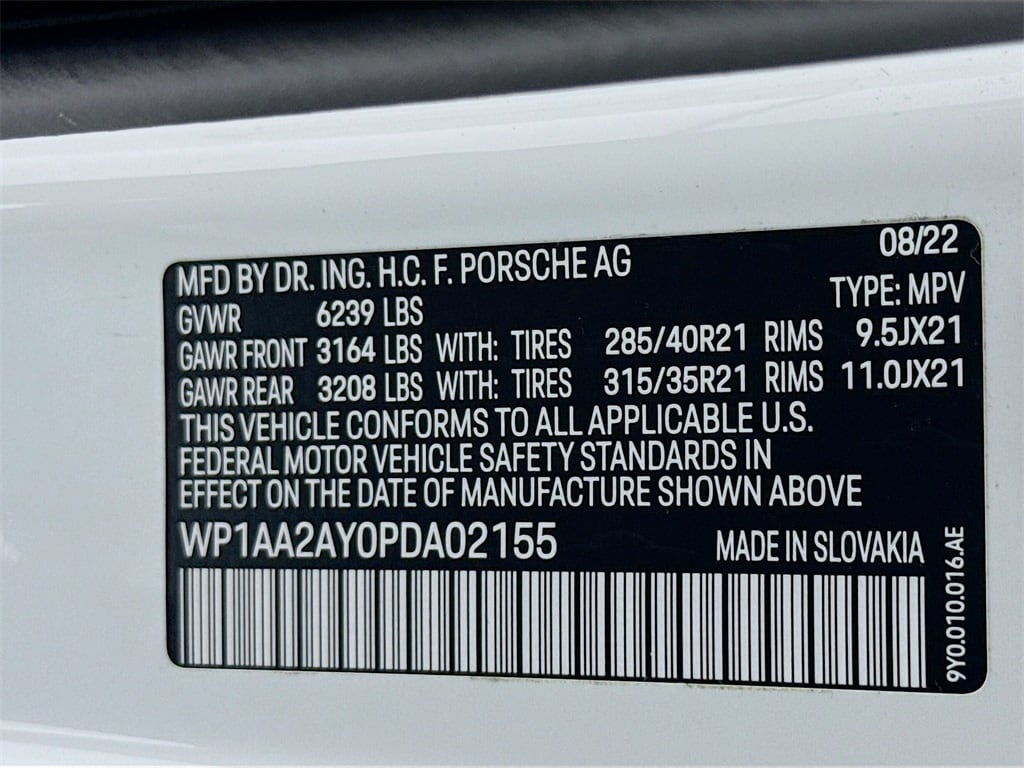 08/22
MFD BY DR. ING. H.C. F. PORSCHE AG
TYPE: MPV
GVWR 6239 LBS
GAWR FRONT 3164 LBS WITH: TIRES 285/40R21 RIMS 9.5JX21
GAWR REAR 3208 LBS WITH: TIRES 315/35R21 RIMS 11.0JX21
THIS VEHICLE CONFORMS TO ALL APPLICABLE U.S.
FEDERAL MOTOR VEHICLE SAFETY STANDARDS IN
EFFECT ON THE DATE OF MANUFACTURE SHOWN ABOVE
WP1AA2AY0PDA02155 MADE IN SLOVAKIA
9Y0.010.016.AE